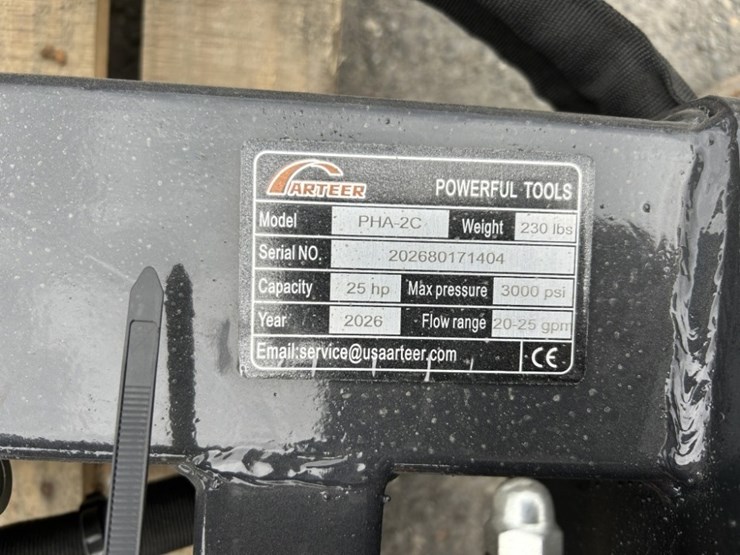 ARTEER POWERFUL TOOLS
Model PHA-2C Weight 230 lbs
Serial NO. 202680171404
Capacity 25 hp Max pressure 3000 psi
Year 2026 Flow range 20-25 gpm
Email:service@usaarteer.com CE